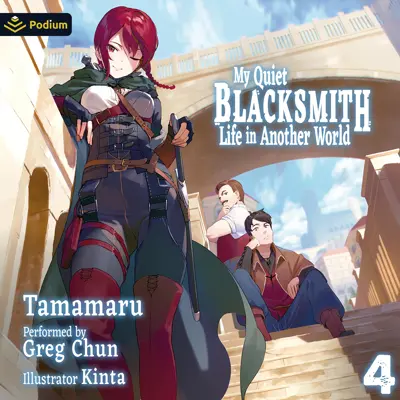 Podium
My Quiet
BLACKSMITH
Life in Another World
Tamamaru
Performed by
Greg Chun
Illustrator Kinta
4